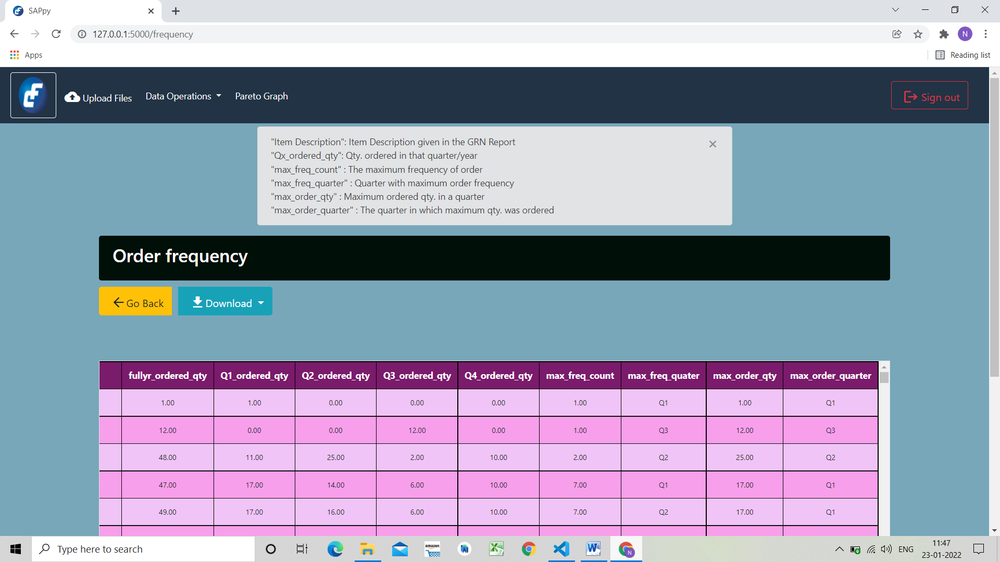 SAPpy
127.0.0.1:5000/frequency
N
Apps
Reading list
Upload Files
Data Operations
Pareto Graph
Sign out
"Item Description": Item Description given in the GRN Report
"Qx_ordered_qty": Qty. ordered in that quarter/year
"max_freq_count" : The maximum frequency of order
"max_freq_quarter" : Quarter with maximum order frequency
"max_order_qty" : Maximum ordered qty. in a quarter
"max_order_quarter" : The quarter in which maximum qty. was ordered
Order frequency
Go Back
Download
fullyr_ordered_qty Q1_ordered_qty Q2_ordered_qty Q3_ordered_qty Q4_ordered_qty max_freq_count max_freq_quater max_order_qty max_order_quarter
1.00 1.00 0.00 0.00 0.00 1.00 Q1 1.00 Q1
12.00 0.00 0.00 12.00 0.00 1.00 Q3 12.00 Q3
48.00 11.00 25.00 2.00 10.00 2.00 Q2 25.00 Q2
47.00 17.00 14.00 6.00 10.00 7.00 Q1 17.00 Q1
49.00 17.00 16.00 6.00 10.00 7.00 Q2 17.00 Q1
Type here to search
amazon
N
ENG
11:47
23-01-2022